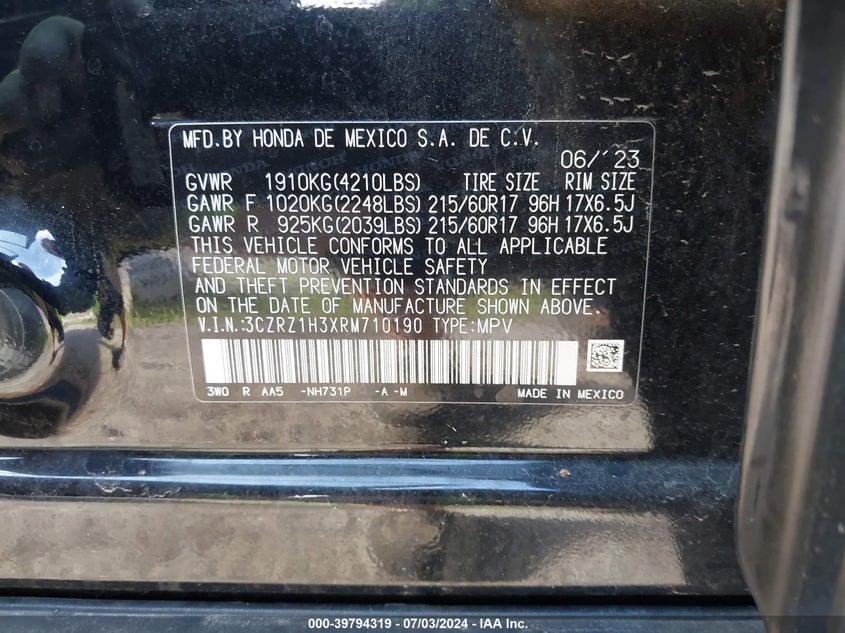 MFD.BY HONDA DE MEXICO S.A. DE C.V.
06/´23
GVWR 1910KG(4210LBS) TIRE SIZE RIM SIZE
GAWR F 1020KG(2248LBS) 215/60R17 96H 17X6.5J
GAWR R 925KG(2039LBS) 215/60R17 96H 17X6.5J
THIS VEHICLE CONFORMS TO ALL APPLICABLE
FEDERAL MOTOR VEHICLE SAFETY
AND THEFT PREVENTION STANDARDS IN EFFECT
ON THE DATE OF MANUFACTURE SHOWN ABOVE.
V.I.N:3CZRZ1H3XRM710190 TYPE:MPV
3W0 R AA5 -NH731P -A -M MADE IN MEXICO
000-39794319 - 07/03/2024 - IAA Inc.